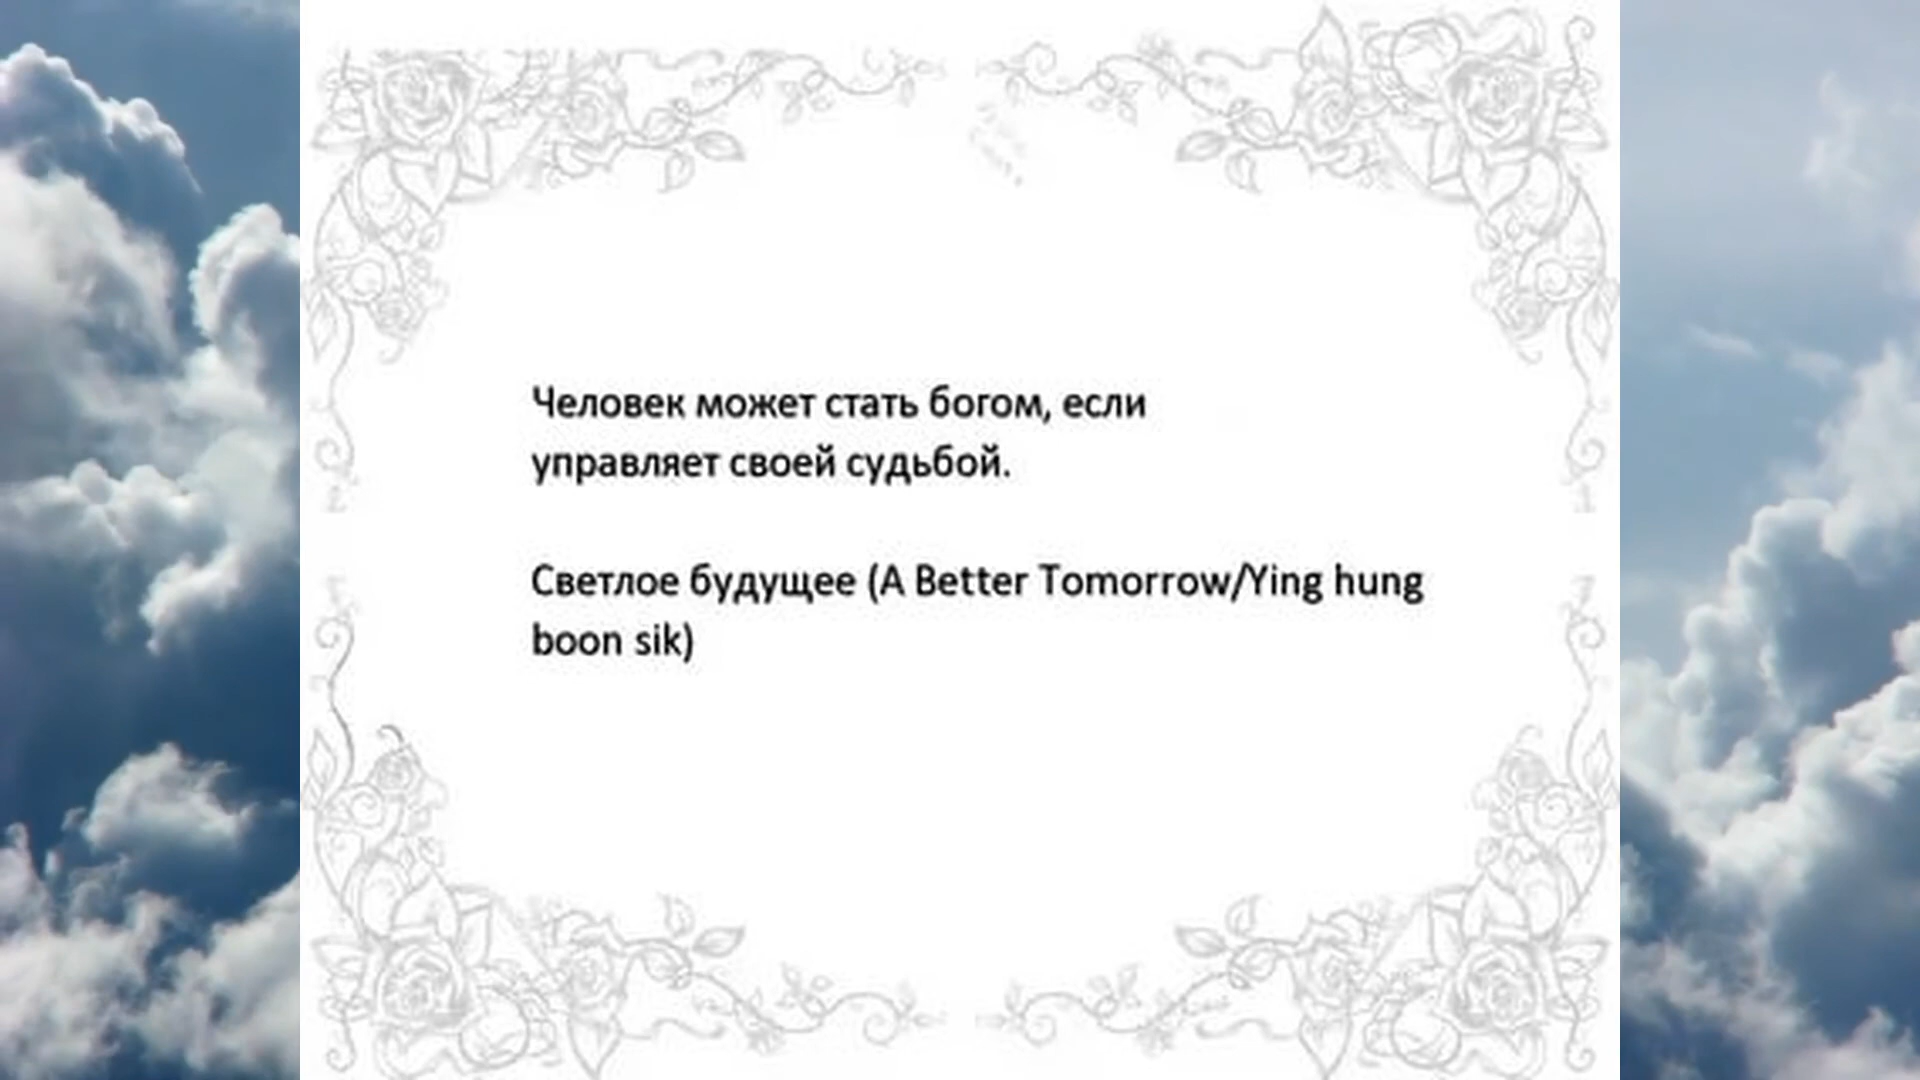 Человек может стать богом, если
управляет своей судьбой.
Светлое будущее (A Better Tomorrow/Ying hung
boon sik)